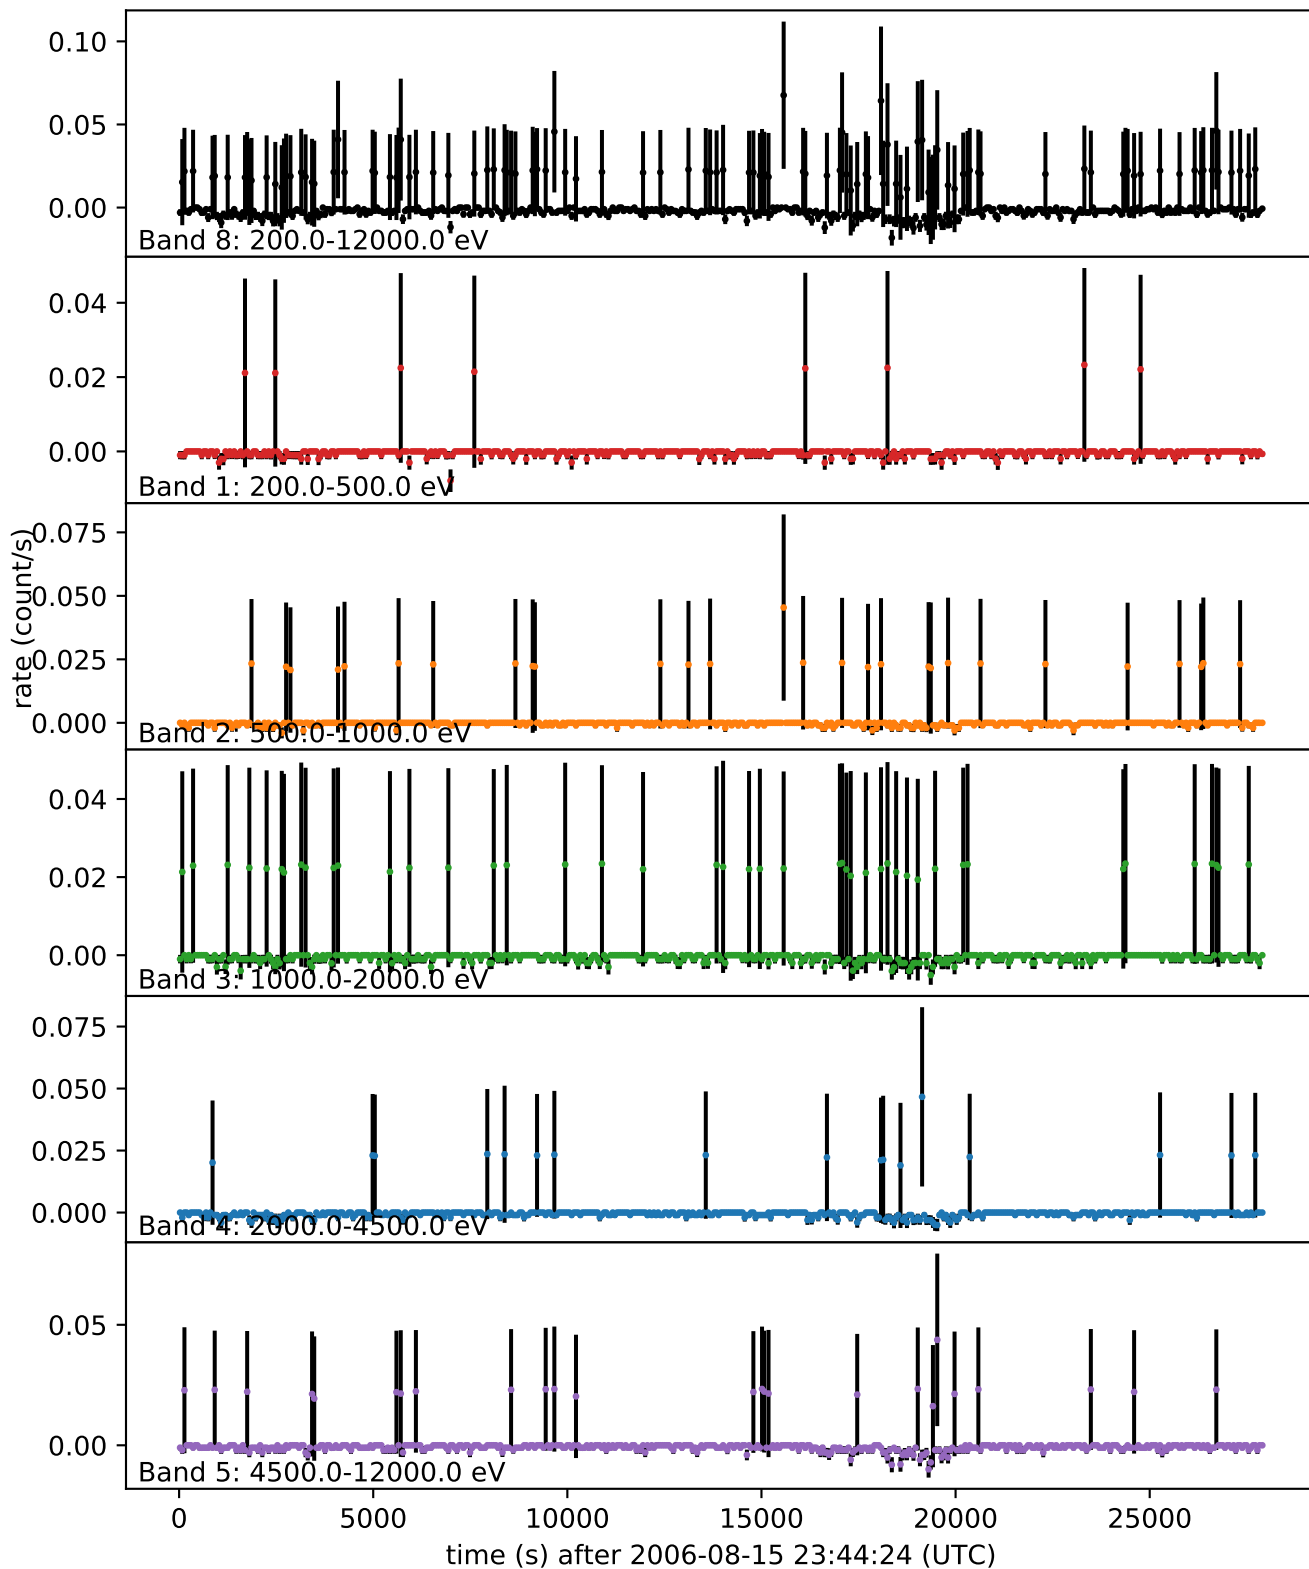 0.10
0.05
0.00
Band 8: 200.0-12000.0 eV
0.04
0.02
0.00
Band 1: 200.0-500.0 eV
rate (count/s)
0.075
0.050
0.025
0.000
Band 2: 500.0-1000.0 eV
0.04
0.02
0.00
Band 3: 1000.0-2000.0 eV
0.075
0.050
0.025
0.000
Band 4: 2000.0-4500.0 eV
0.05
0.00
Band 5: 4500.0-12000.0 eV
0 5000 10000 15000 20000 25000
time (s) after 2006-08-15 23:44:24 (UTC)